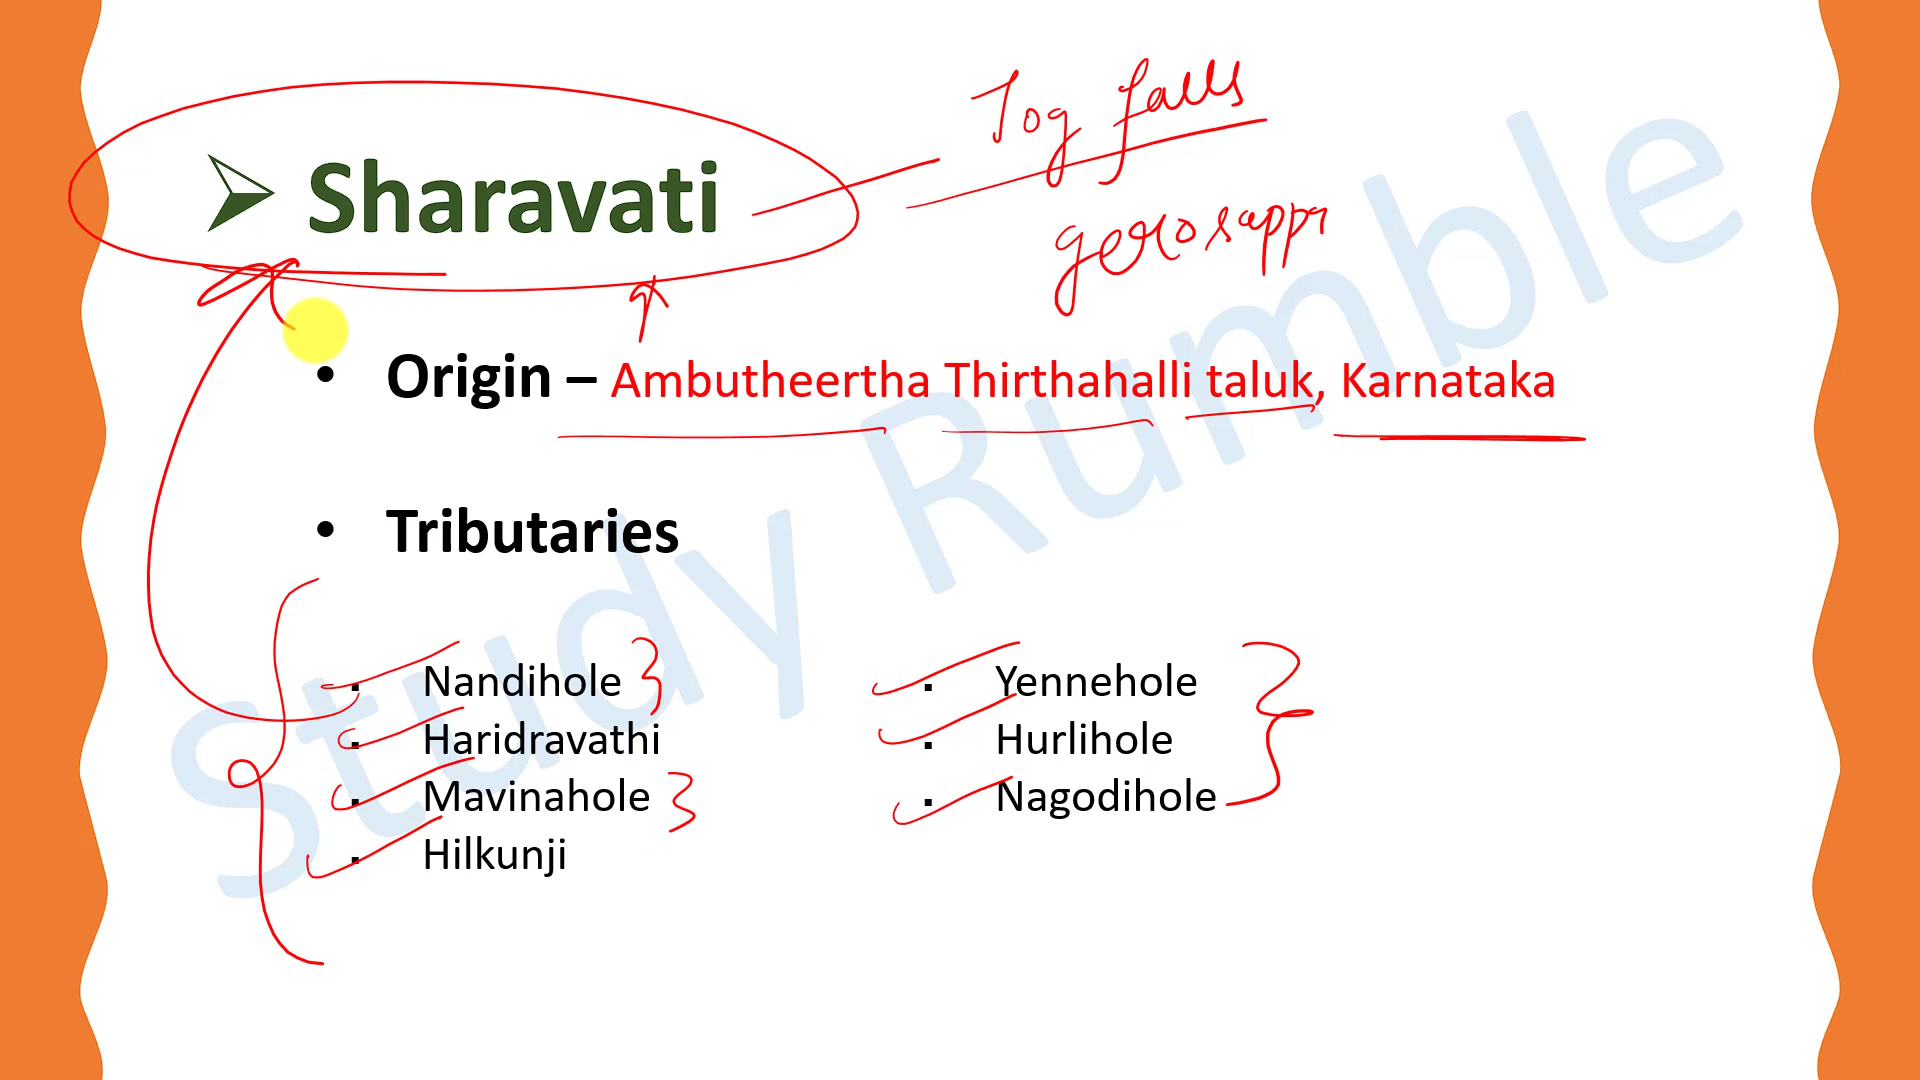 Jog falls
➢ Sharavati
gerosappa
• Origin – Ambutheertha Thirthahalli taluk, Karnataka
• Tributaries
▪ Nandihole
▪ Haridravathi
▪ Mavinahole
▪ Hilkunji
▪ Yennehole
▪ Hurlihole
▪ Nagodihole
Study Rumble